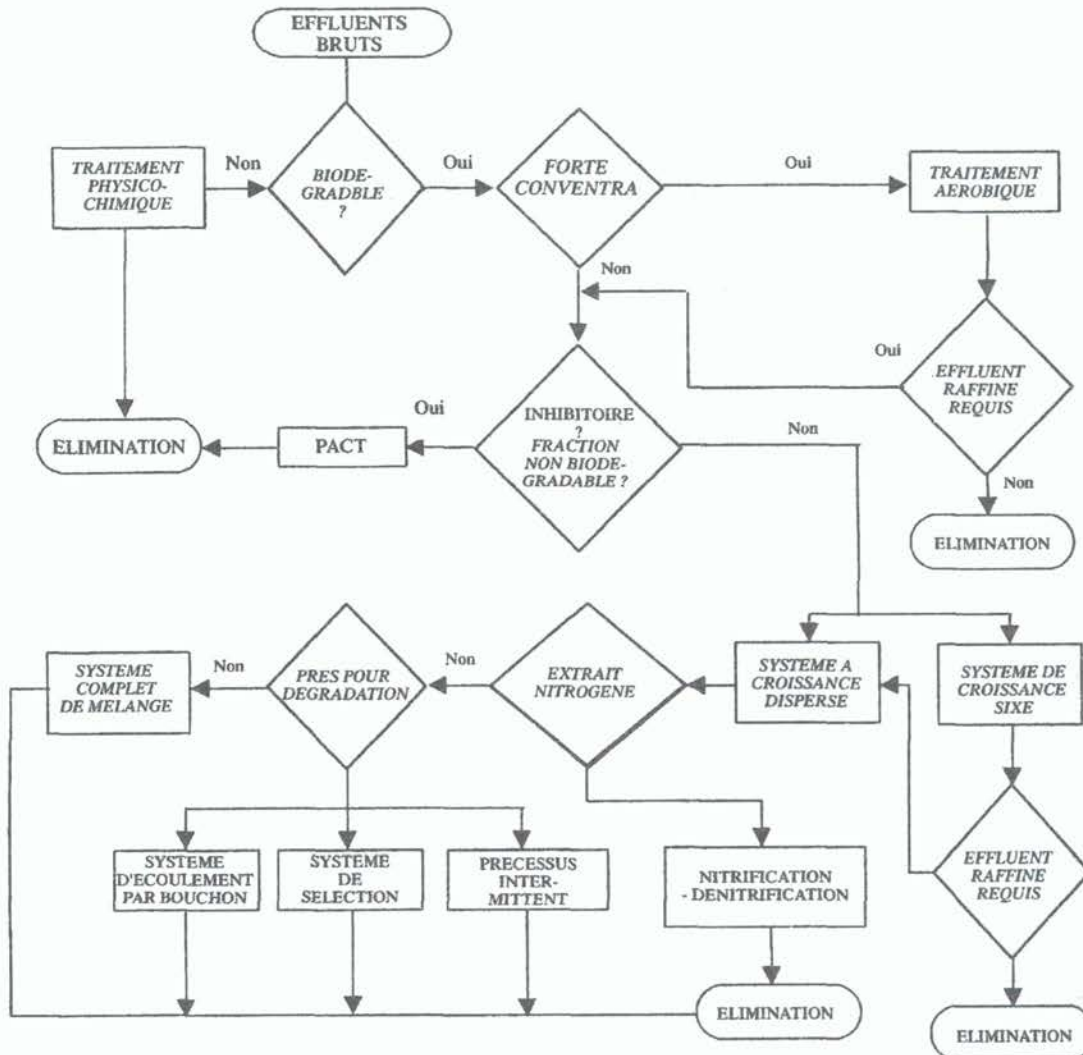 EFFLUENTS
BRUTS
TRAITEMENT
PHYSICO-
CHIMIQUE
Non
BIODE-
GRADBLE
?
Oui
FORTE
CONVENTRA
Oui
TRAITEMENT
AEROBIQUE
Non
Oui
EFFLUENT
RAFFINE
REQUIS
Non
ELIMINATION
ELIMINATION
PACT
Oui
INHIBITOIRE
?
FRACTION
NON BIODE-
GRADABLE ?
Non
SYSTEME
COMPLET
DE MELANGE
Non
PRES POUR
DEGRADATION
Non
EXTRAIT
NITROGENE
SYSTEME A
CROISSANCE
DISPERSE
SYSTEME DE
CROISSANCE
SIXE
SYSTEME
D'ECOULEMENT
PAR BOUCHON
SYSTEME
DE
SELECTION
PRECESSUS
INTER-
MITTENT
NITRIFICATION
- DENITRIFICATION
EFFLUENT
RAFFINE
REQUIS
ELIMINATION
ELIMINATION